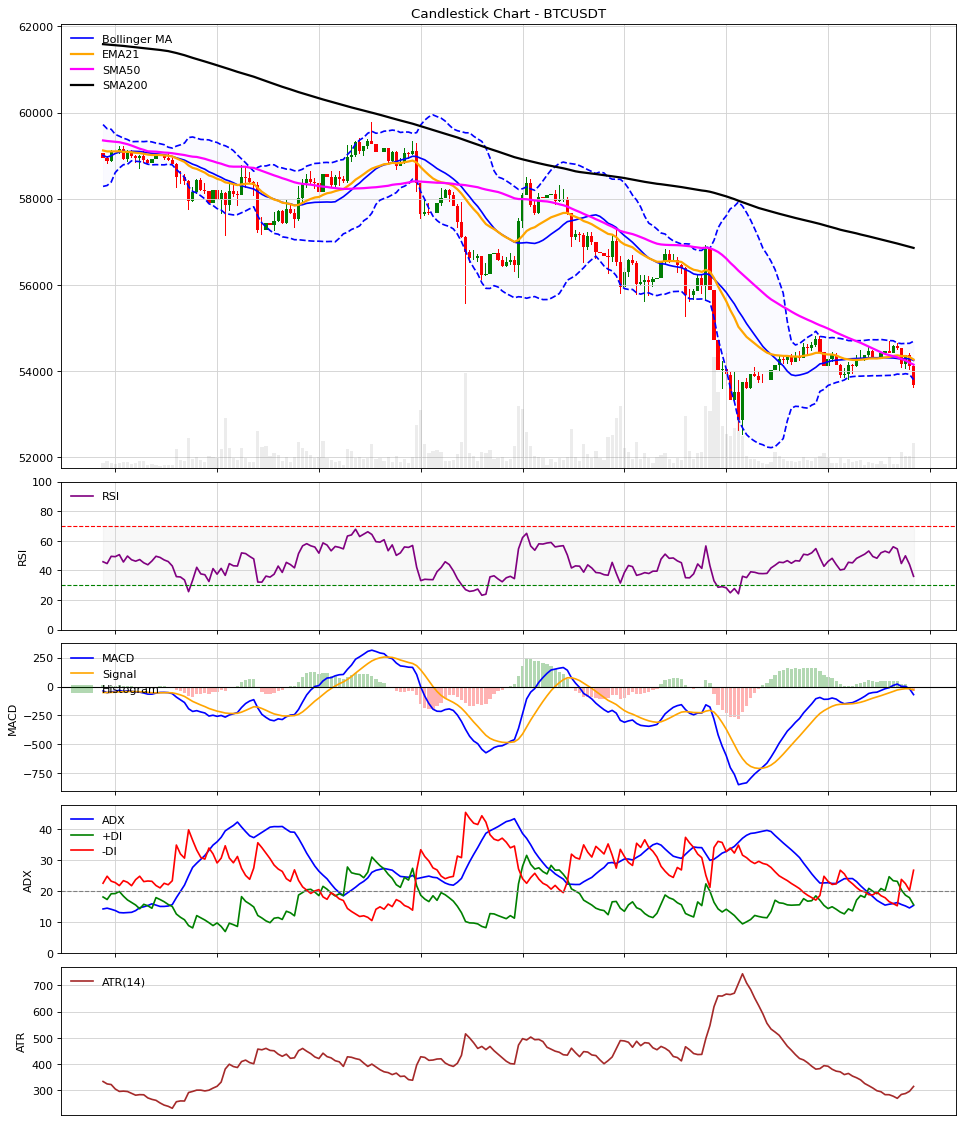 Candlestick Chart - BTCUSDT
62000
60000
58000
56000
54000
52000
Bollinger MA
EMA21
SMA50
SMA200
100
80
60
40
20
0
RSI
RSI
250
0
−250
−500
−750
MACD
MACD
Signal
Histogram
40
30
20
10
0
ADX
ADX
+DI
-DI
700
600
500
400
300
ATR
ATR(14)